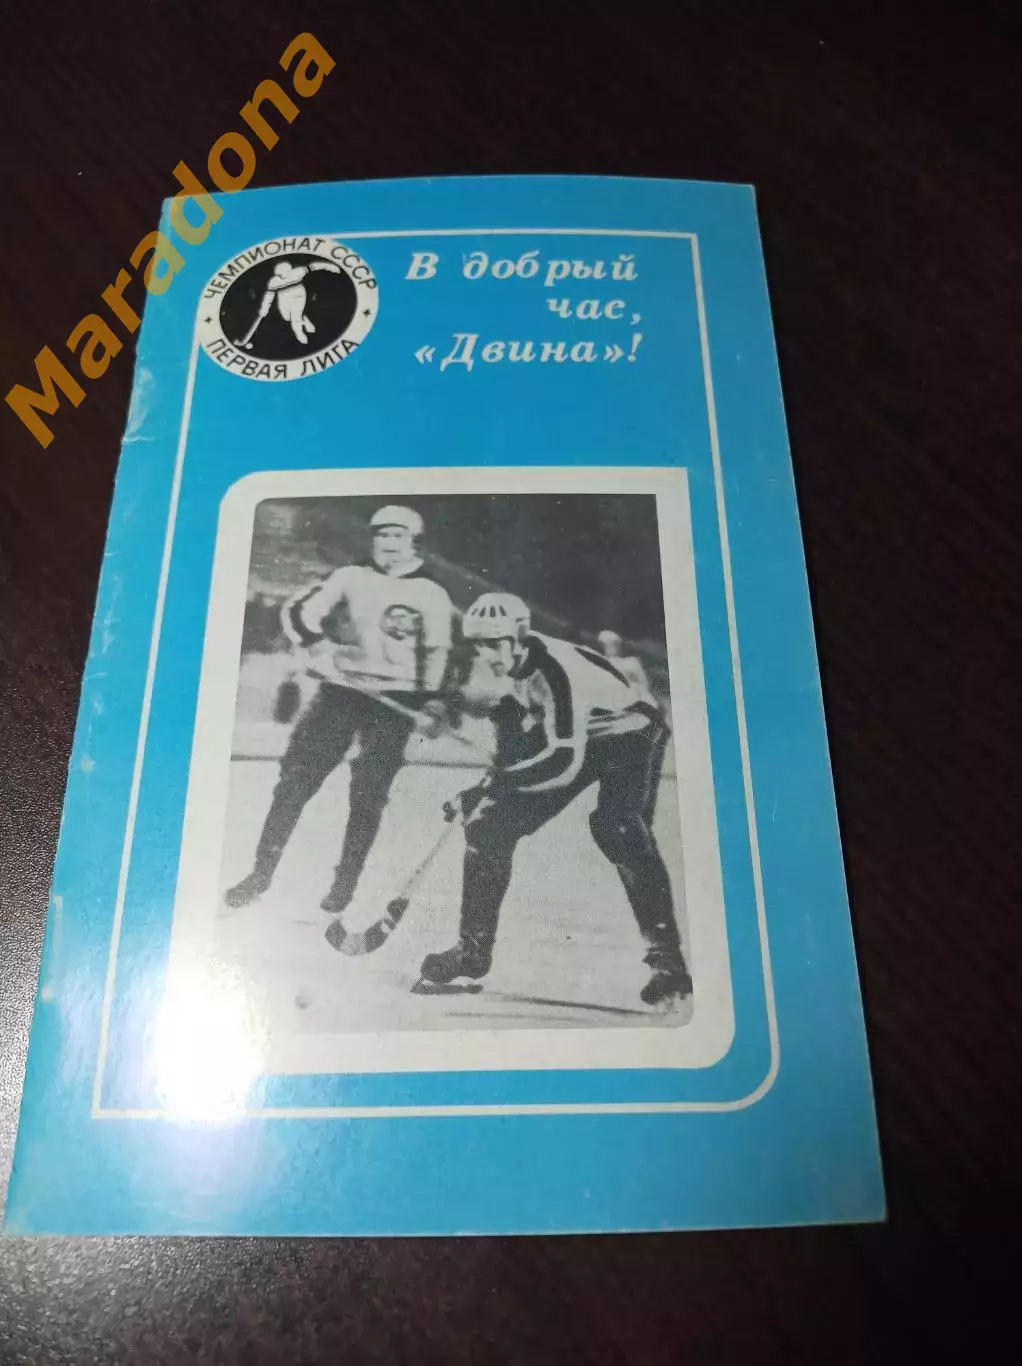 Maradona
ЧЕМПИОНАТ СССР
ПЕРВАЯ ЛИГА
В добрый
час,
«Двина»!